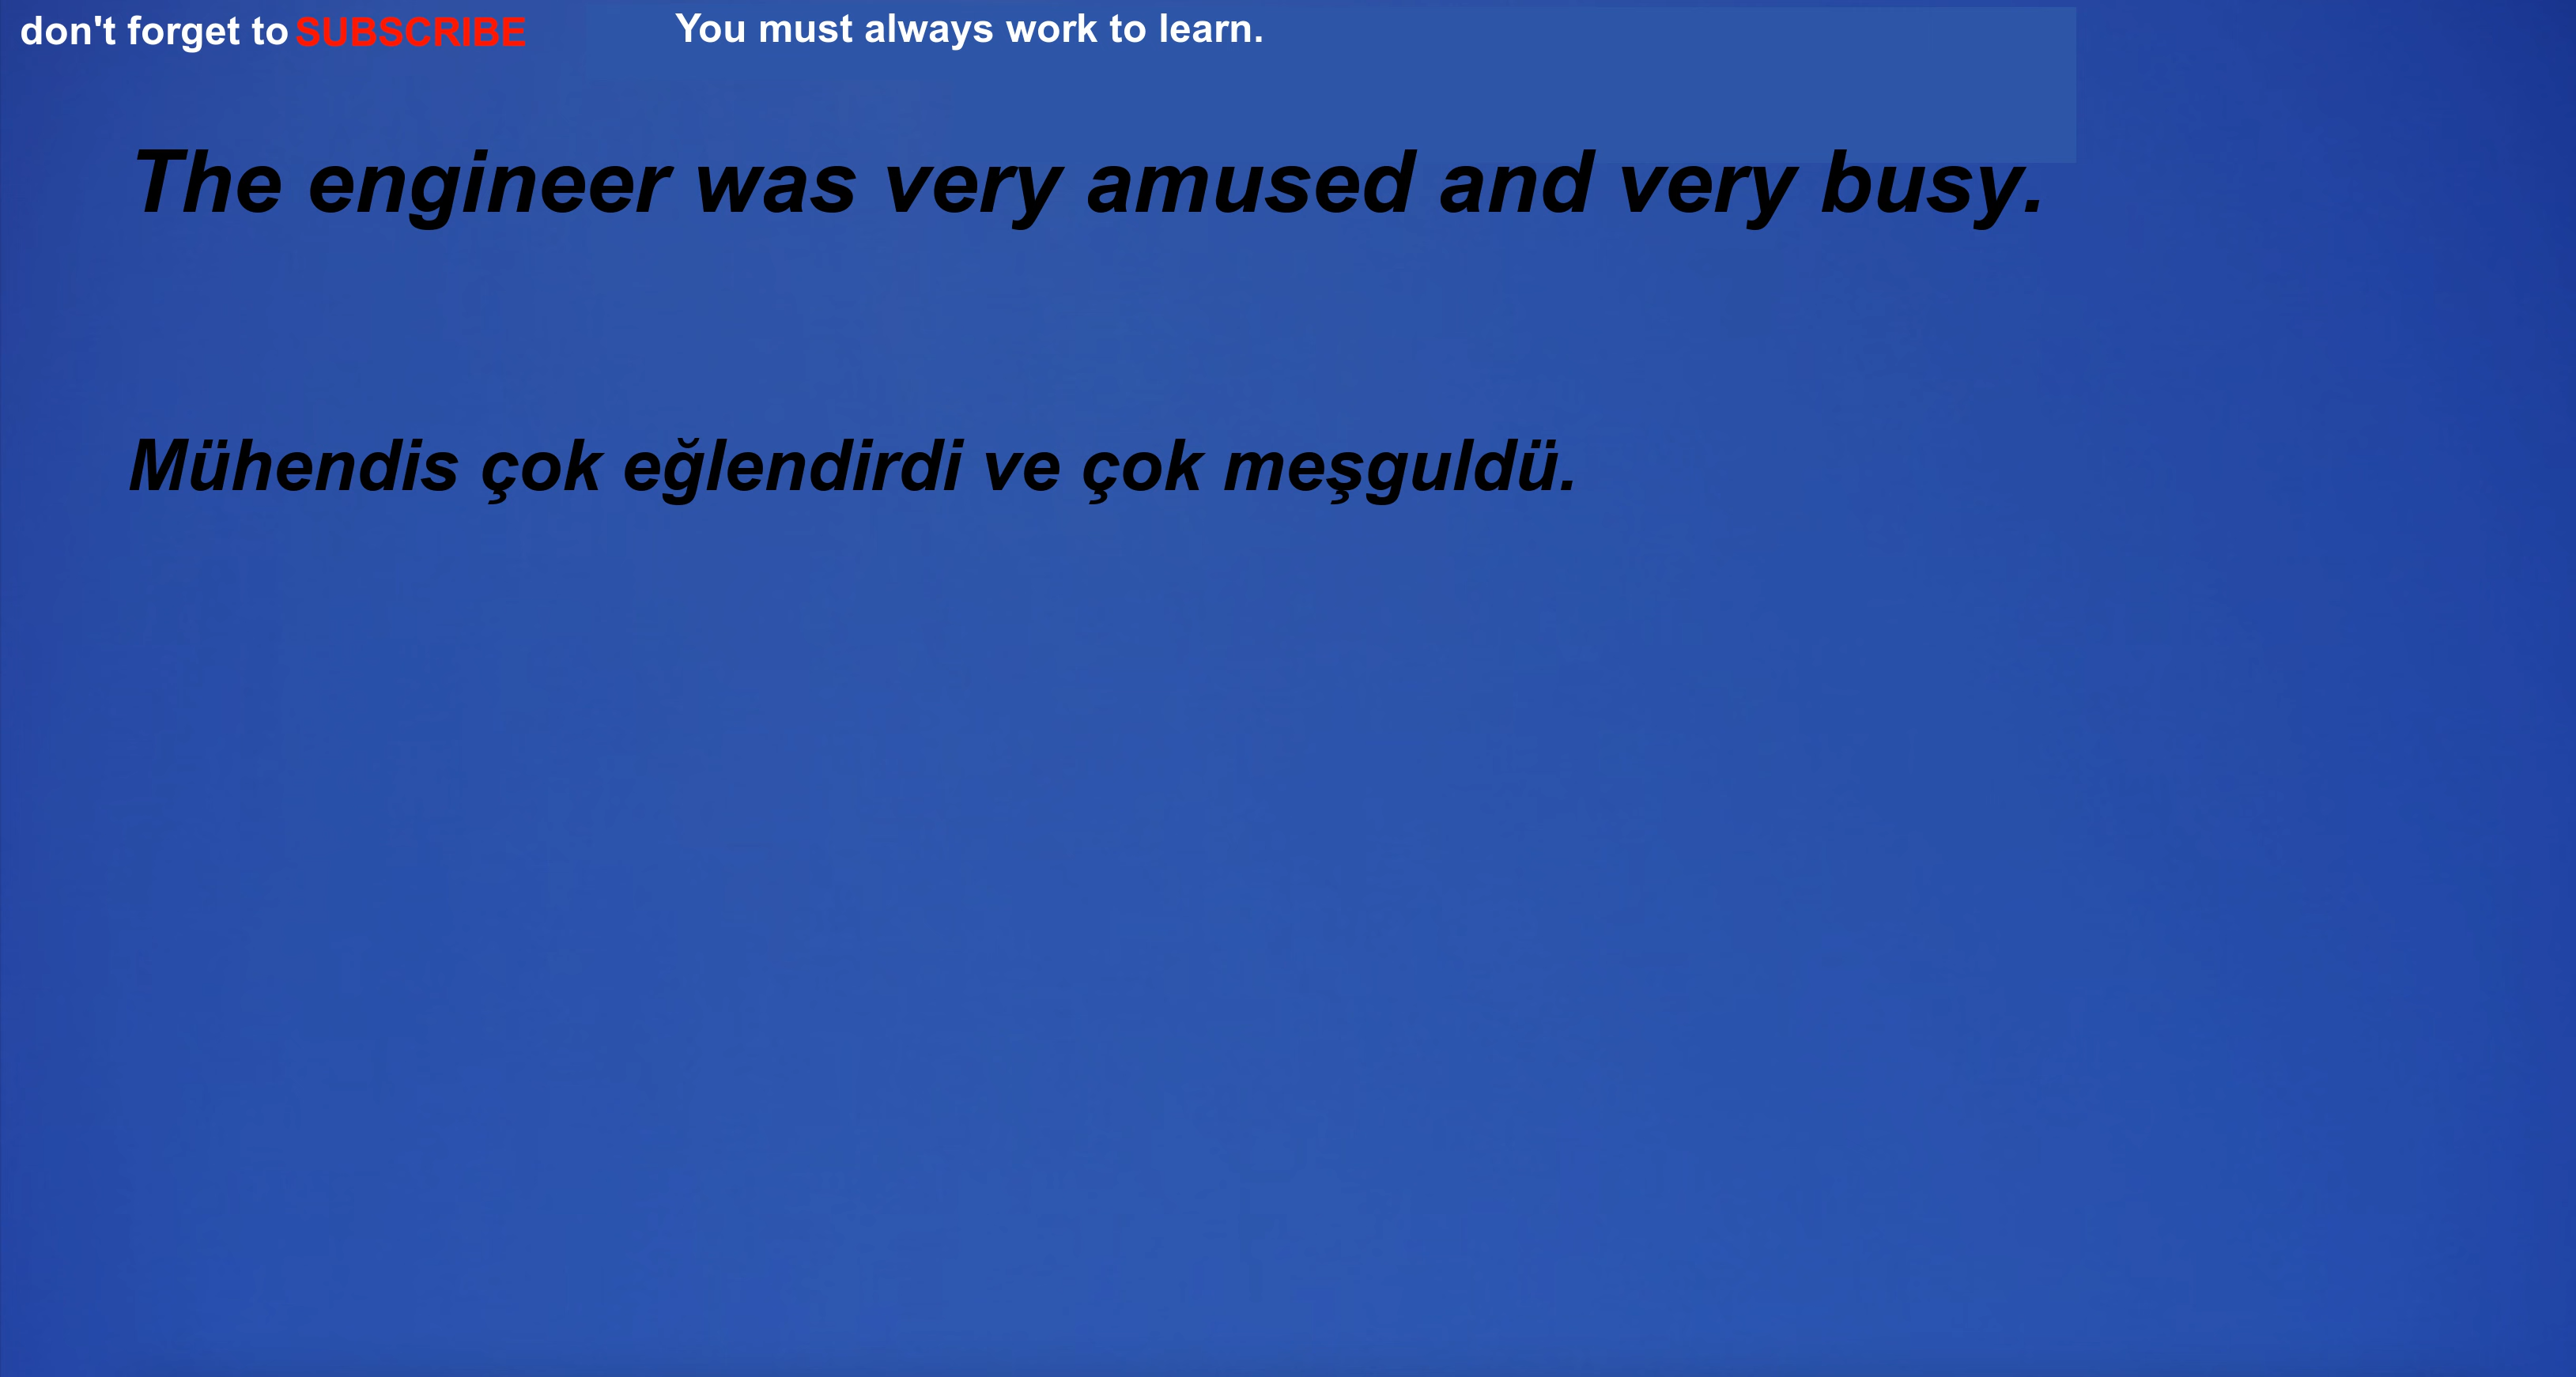 don't forget to SUBSCRIBE You must always work to learn.
The engineer was very amused and very busy.
Mühendis çok eğlendirdi ve çok meşguldü.